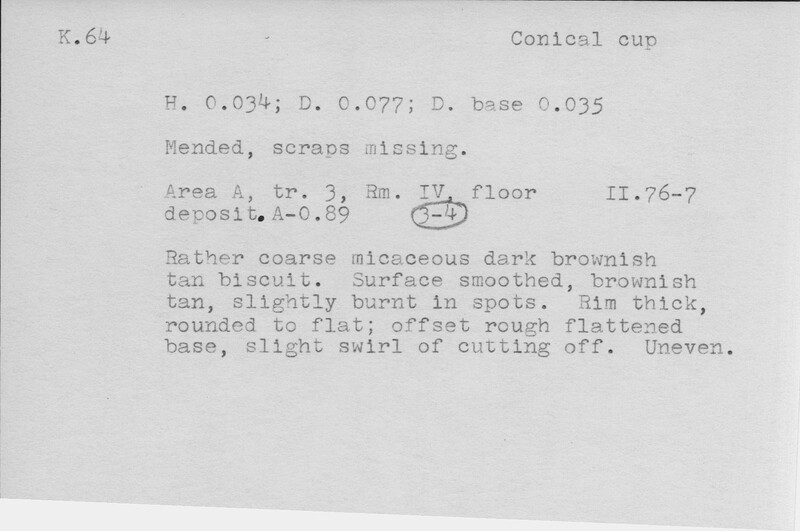 K.64 Conical cup
H. 0.034; D. 0.077; D. base 0.035
Mended, scraps missing.
Area A, tr. 3, Rm. IV, floor II.76-7
deposit. A-0.89 3-4
Rather coarse micaceous dark brownish
tan biscuit. Surface smoothed, brownish
tan, slightly burnt in spots. Rim thick,
rounded to flat; offset rough flattened
base, slight swirl of cutting off. Uneven.